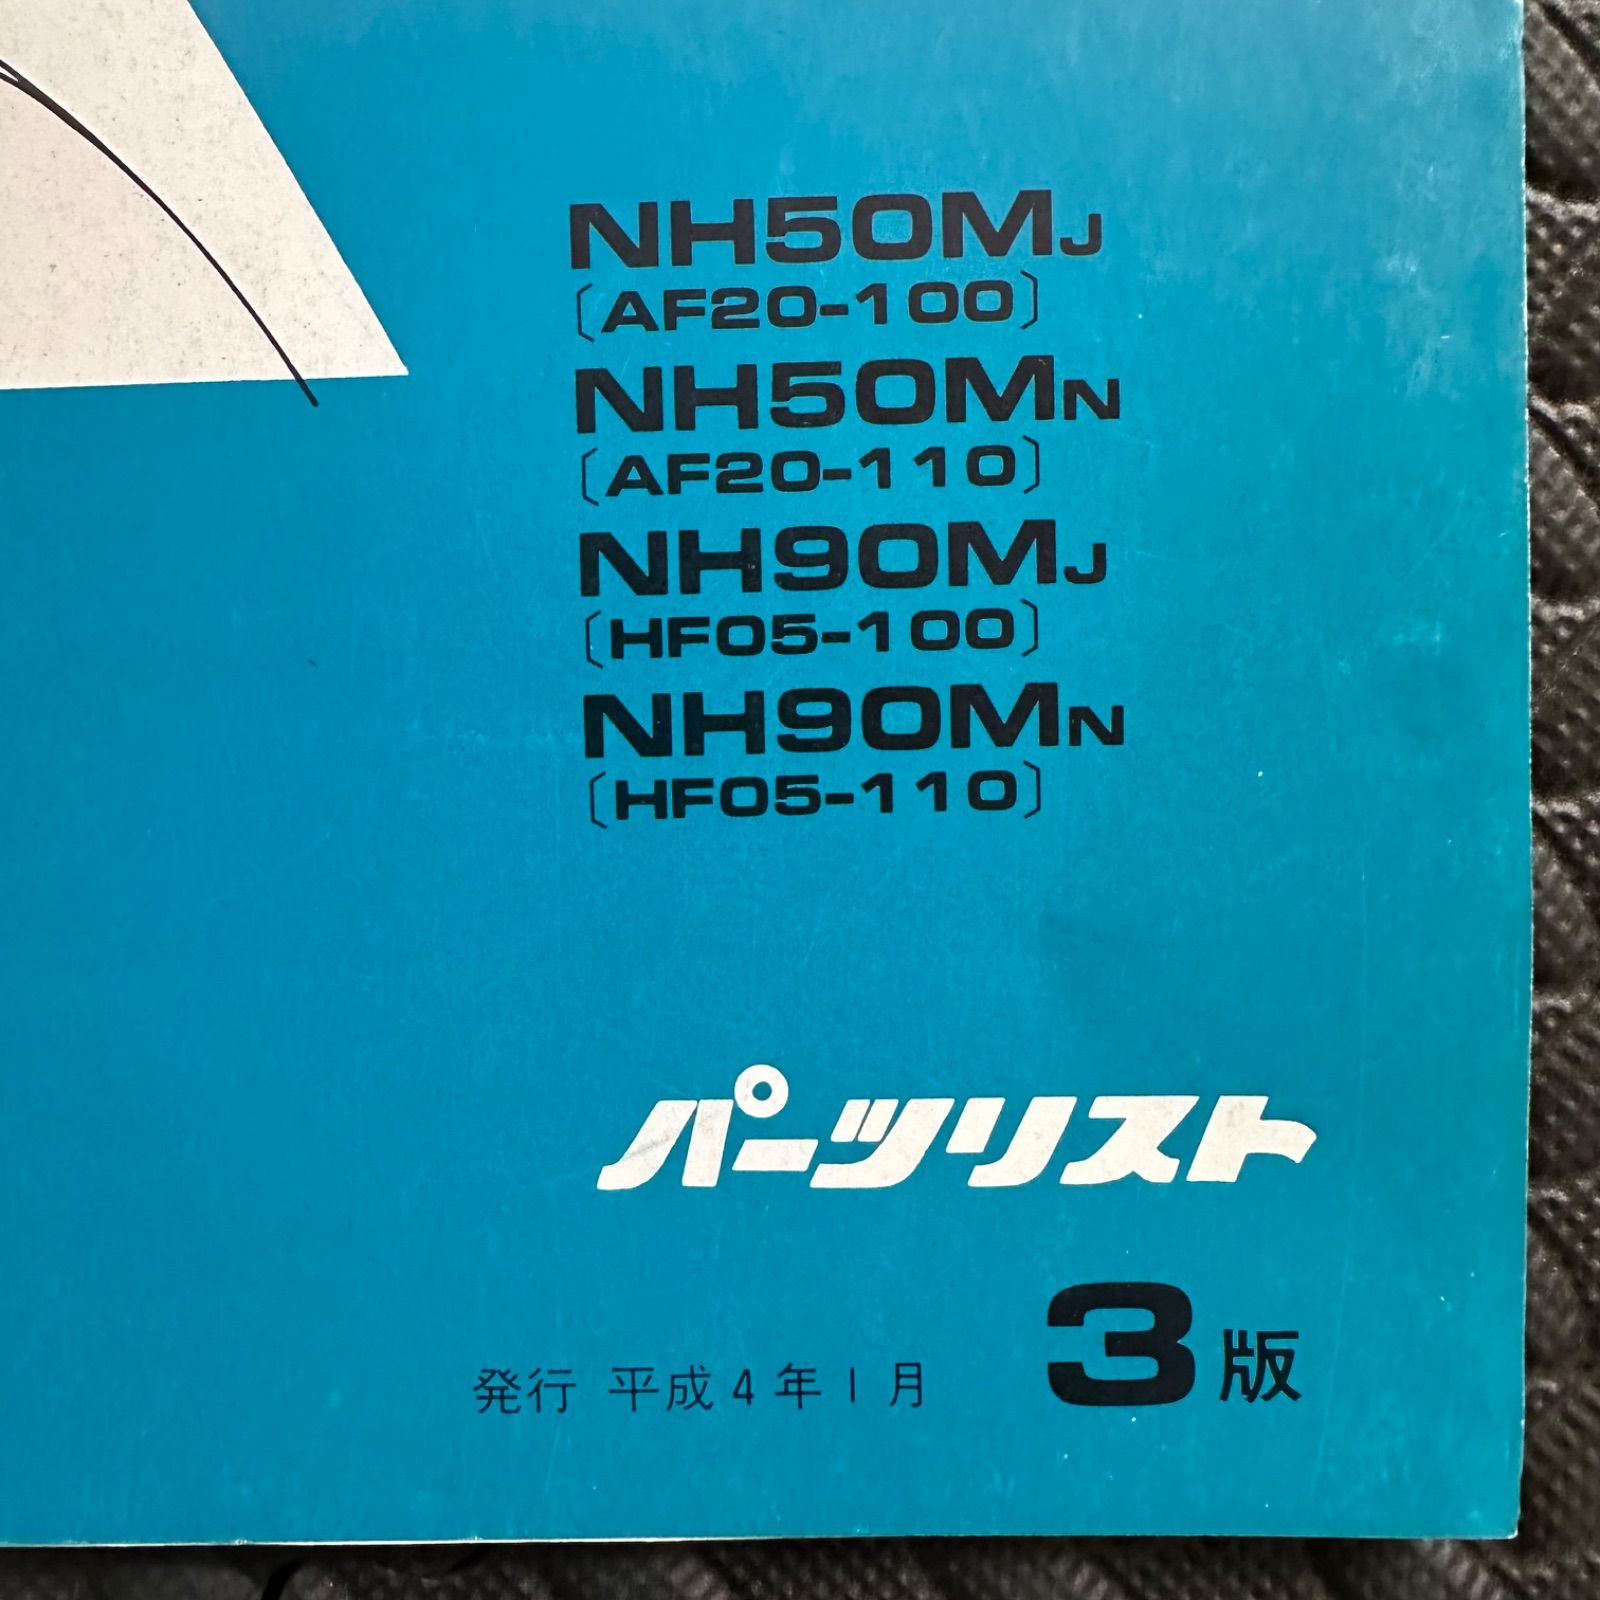 NH50MJ
〔AF20-100〕
NH50MN
〔AF20-110〕
NH90MJ
〔HF05-100〕
NH90MN
〔HF05-110〕
パーツリスト
発行 平成4年1月 3版